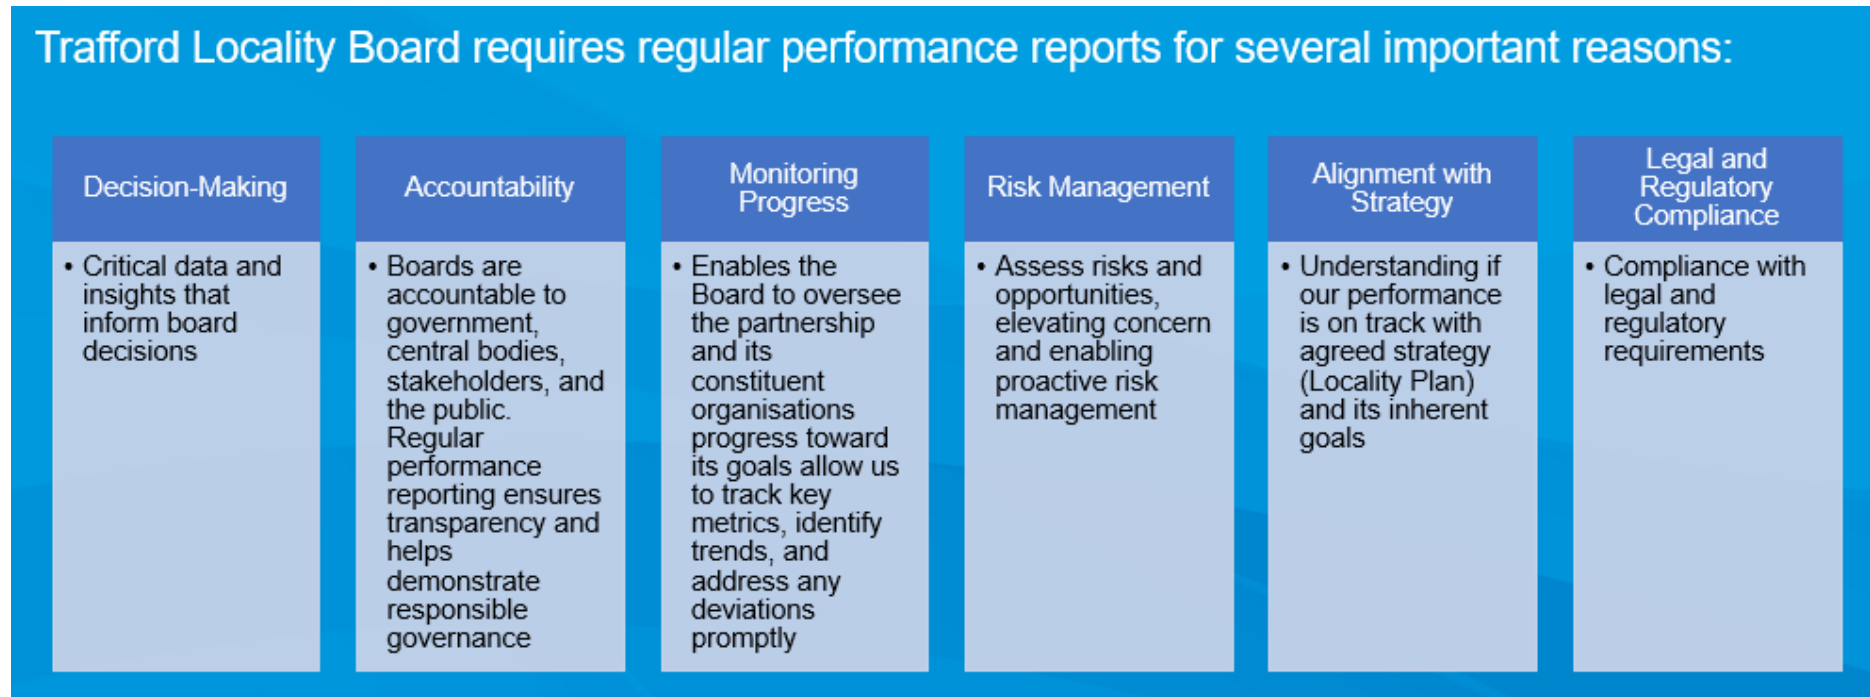 Trafford Locality Board requires regular performance reports for several important reasons:
Decision-Making
• Critical data and
insights that
inform board
decisions
Accountability
• Boards are
accountable to
government,
central bodies,
stakeholders, and
the public.
Regular
performance
reporting ensures
transparency and
helps
demonstrate
responsible
governance
Monitoring
Progress
• Enables the
Board to oversee
the partnership
and its
constituent
organisations
progress toward
its goals allow us
to track key
metrics, identify
trends, and
address any
deviations
promptly
Risk Management
• Assess risks and
opportunities,
elevating concern
and enabling
proactive risk
management
Alignment with
Strategy
• Understanding if
our performance
is on track with
agreed strategy
(Locality Plan)
and its inherent
goals
Legal and
Regulatory
Compliance
• Compliance with
legal and
regulatory
requirements